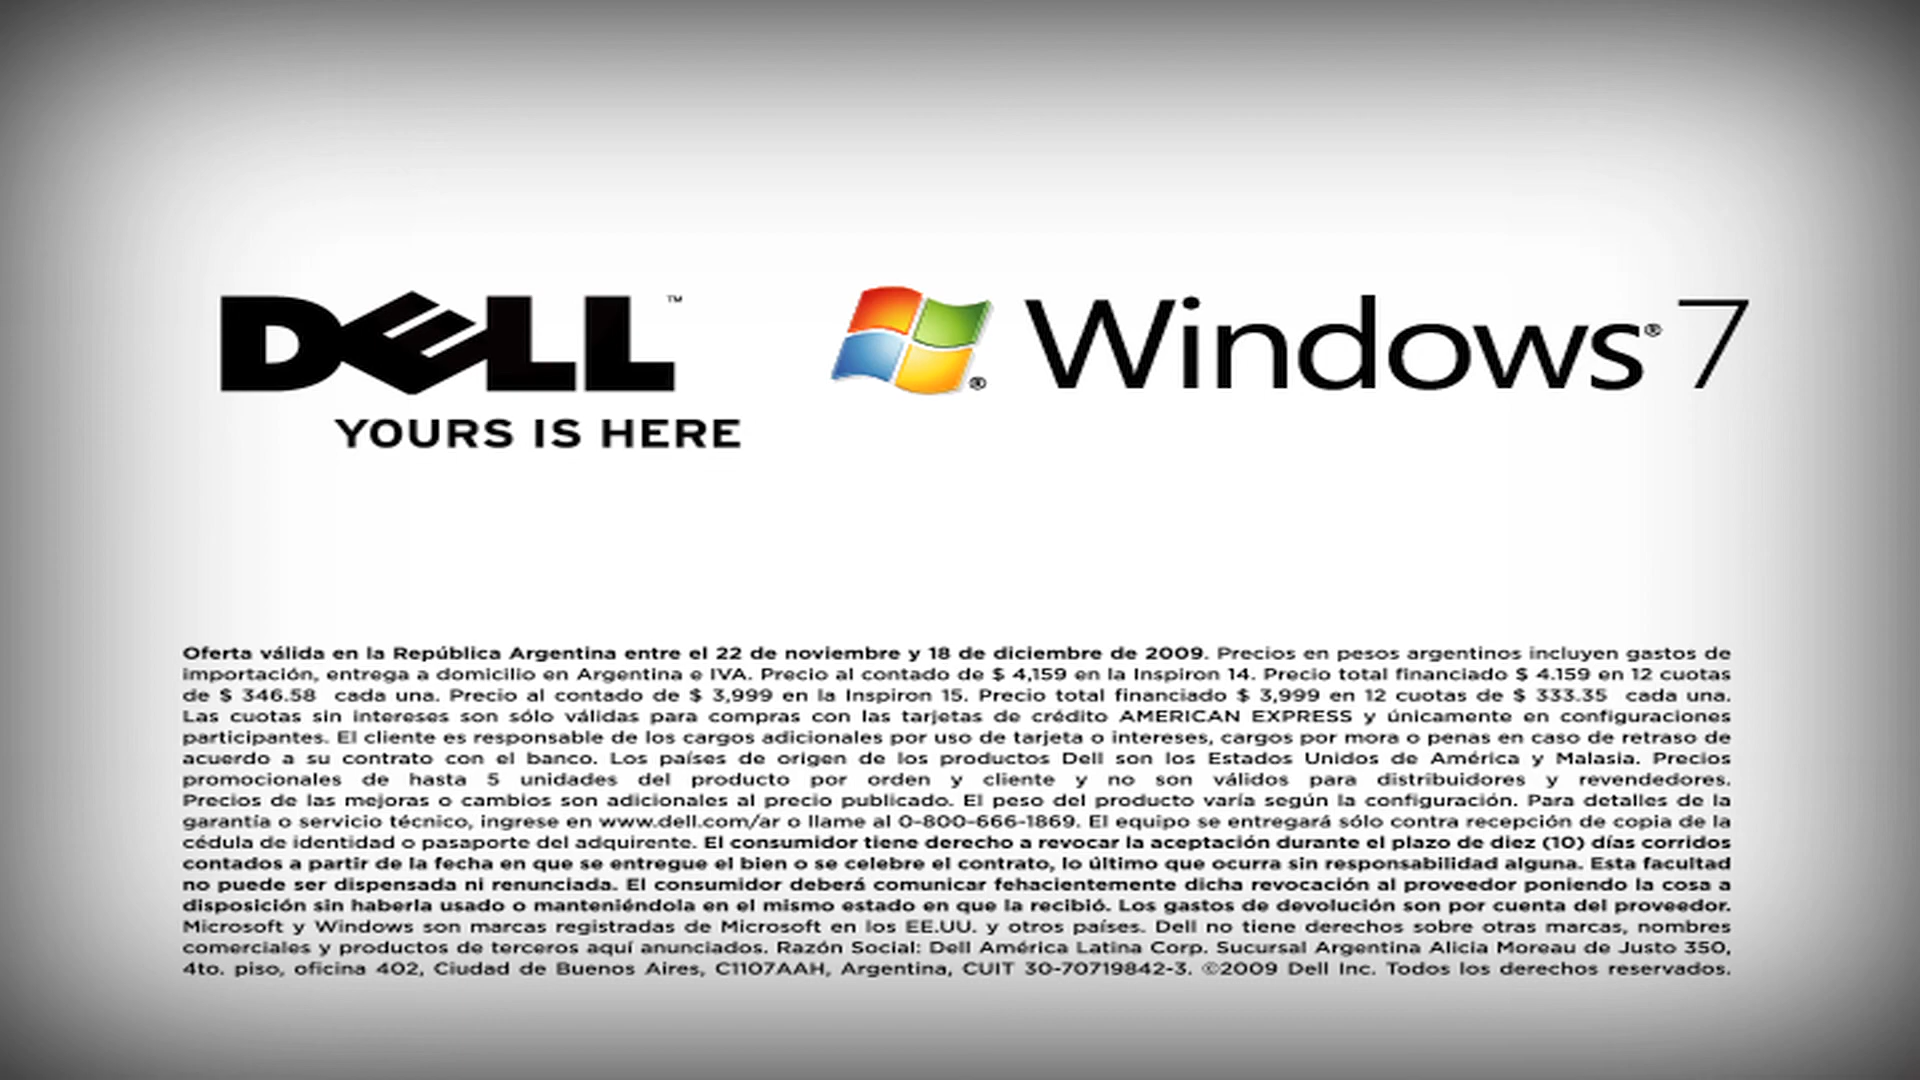 DELL™
YOURS IS HERE
® Windows® 7
Oferta válida en la República Argentina entre el 22 de noviembre y 18 de diciembre de 2009. Precios en pesos argentinos incluyen gastos de
importación, entrega a domicilio en Argentina e IVA. Precio al contado de $ 4,159 en la Inspiron 14. Precio total financiado $ 4.159 en 12 cuotas
de $ 346.58 cada una. Precio al contado de $ 3,999 en la Inspiron 15. Precio total financiado $ 3,999 en 12 cuotas de $ 333.35 cada una.
Las cuotas sin intereses son sólo válidas para compras con las tarjetas de crédito AMERICAN EXPRESS y únicamente en configuraciones
participantes. El cliente es responsable de los cargos adicionales por uso de tarjeta o intereses, cargos por mora o penas en caso de retraso de
acuerdo a su contrato con el banco. Los países de origen de los productos Dell son los Estados Unidos de América y Malasia. Precios
promocionales de hasta 5 unidades del producto por orden y cliente y no son válidos para distribuidores y revendedores.
Precios de las mejoras o cambios son adicionales al precio publicado. El peso del producto varía según la configuración. Para detalles de la
garantía o servicio técnico, ingrese en www.dell.com/ar o llame al 0-800-666-1869. El equipo se entregará sólo contra recepción de copia de la
cédula de identidad o pasaporte del adquirente. El consumidor tiene derecho a revocar la aceptación durante el plazo de diez (10) días corridos
contados a partir de la fecha en que se entregue el bien o se celebre el contrato, lo último que ocurra sin responsabilidad alguna. Esta facultad
no puede ser dispensada ni renunciada. El consumidor deberá comunicar fehacientemente dicha revocación al proveedor poniendo la cosa a
disposición sin haberla usado o manteniéndola en el mismo estado en que la recibió. Los gastos de devolución son por cuenta del proveedor.
Microsoft y Windows son marcas registradas de Microsoft en los EE.UU. y otros países. Dell no tiene derechos sobre otras marcas, nombres
comerciales y productos de terceros aquí anunciados. Razón Social: Dell América Latina Corp. Sucursal Argentina Alicia Moreau de Justo 350,
4to. piso, oficina 402, Ciudad de Buenos Aires, C1107AAH, Argentina, CUIT 30-70719842-3. ©2009 Dell Inc. Todos los derechos reservados.